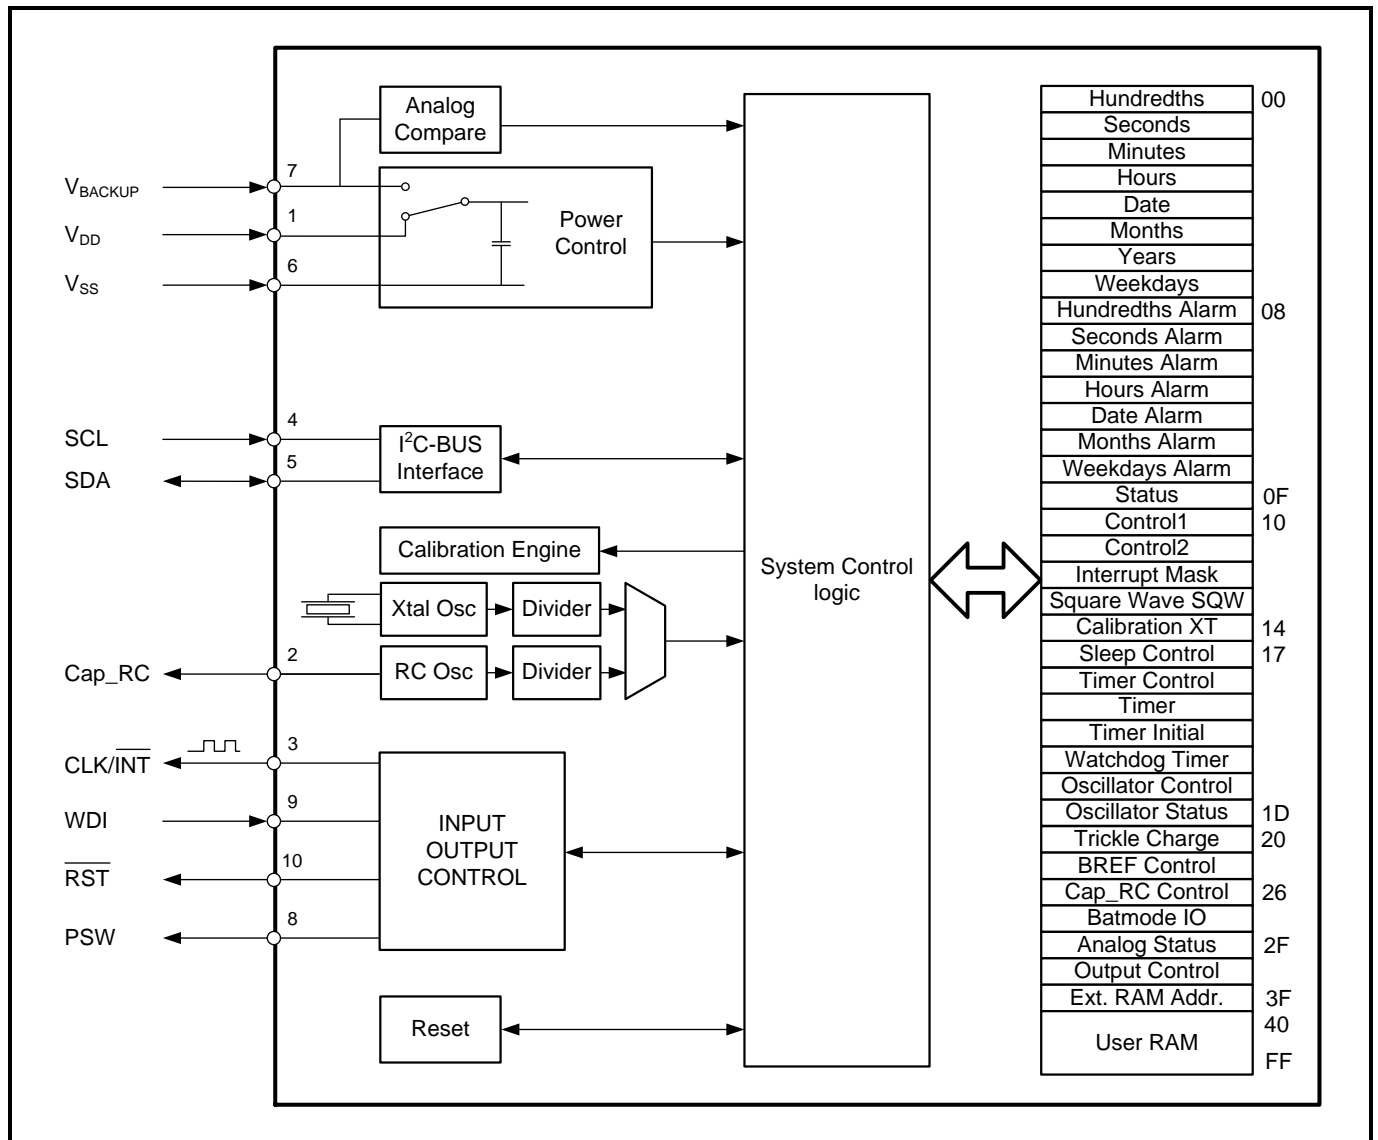 Analog
Compare
V_BACKUP
7
V_DD
1
V_SS
6
Power
Control
SCL
4
SDA
5
I²C-BUS
Interface
Calibration Engine
Xtal Osc
Divider
Cap_RC
2
RC Osc
Divider
CLK/INT
3
WDI
9
RST
10
PSW
8
INPUT
OUTPUT
CONTROL
Reset
System Control
logic
Hundredths 00
Seconds
Minutes
Hours
Date
Months
Years
Weekdays
Hundredths Alarm 08
Seconds Alarm
Minutes Alarm
Hours Alarm
Date Alarm
Months Alarm
Weekdays Alarm
Status 0F
Control1 10
Control2
Interrupt Mask
Square Wave SQW
Calibration XT 14
Sleep Control 17
Timer Control
Timer
Timer Initial
Watchdog Timer
Oscillator Control
Oscillator Status 1D
Trickle Charge 20
BREF Control
Cap_RC Control 26
Batmode IO
Analog Status 2F
Output Control
Ext. RAM Addr. 3F
40
User RAM
FF